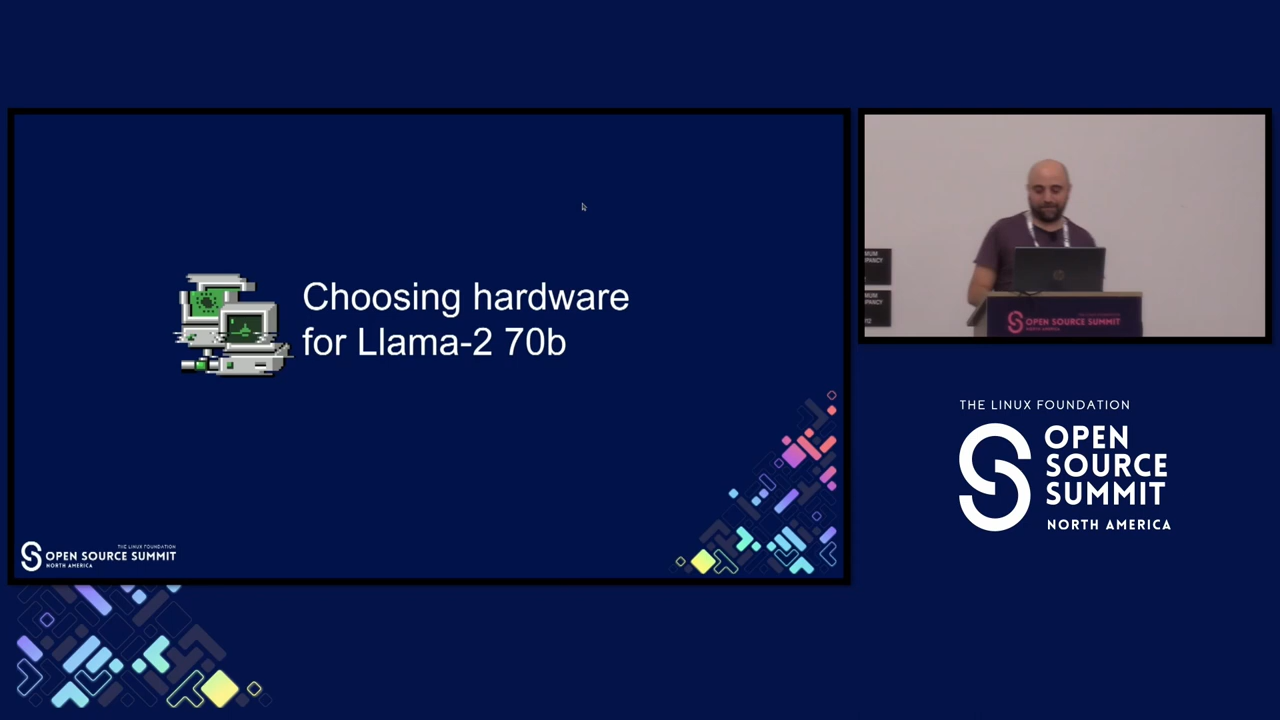 Choosing hardware
for Llama-2 70b
THE LINUX FOUNDATION
OPEN SOURCE SUMMIT
NORTH AMERICA
OPEN SOURCE SUMMIT
THE LINUX FOUNDATION
OPEN
SOURCE
SUMMIT
NORTH AMERICA